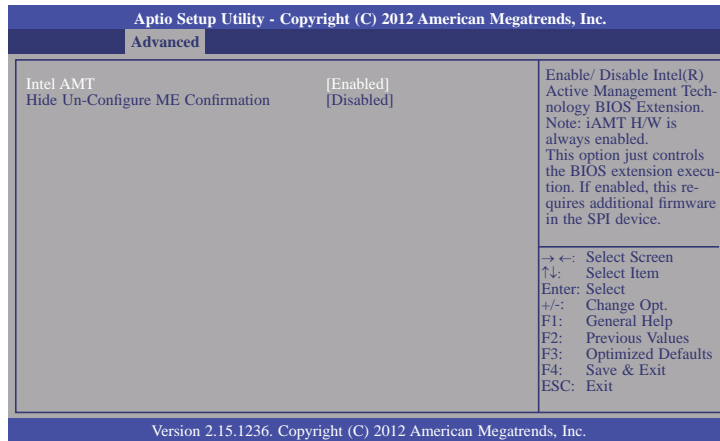 Aptio Setup Utility - Copyright (C) 2012 American Megatrends, Inc.
Advanced
Intel AMT [Enabled]
Hide Un-Configure ME Confirmation [Disabled]
Enable/ Disable Intel(R)
Active Management Tech-
nology BIOS Extension.
Note: iAMT H/W is
always enabled.
This option just controls
the BIOS extension execu-
tion. If enabled, this re-
quires additional firmware
in the SPI device.
→ ←: Select Screen
↑↓: Select Item
Enter: Select
+/-: Change Opt.
F1: General Help
F2: Previous Values
F3: Optimized Defaults
F4: Save & Exit
ESC: Exit
Version 2.15.1236. Copyright (C) 2012 American Megatrends, Inc.